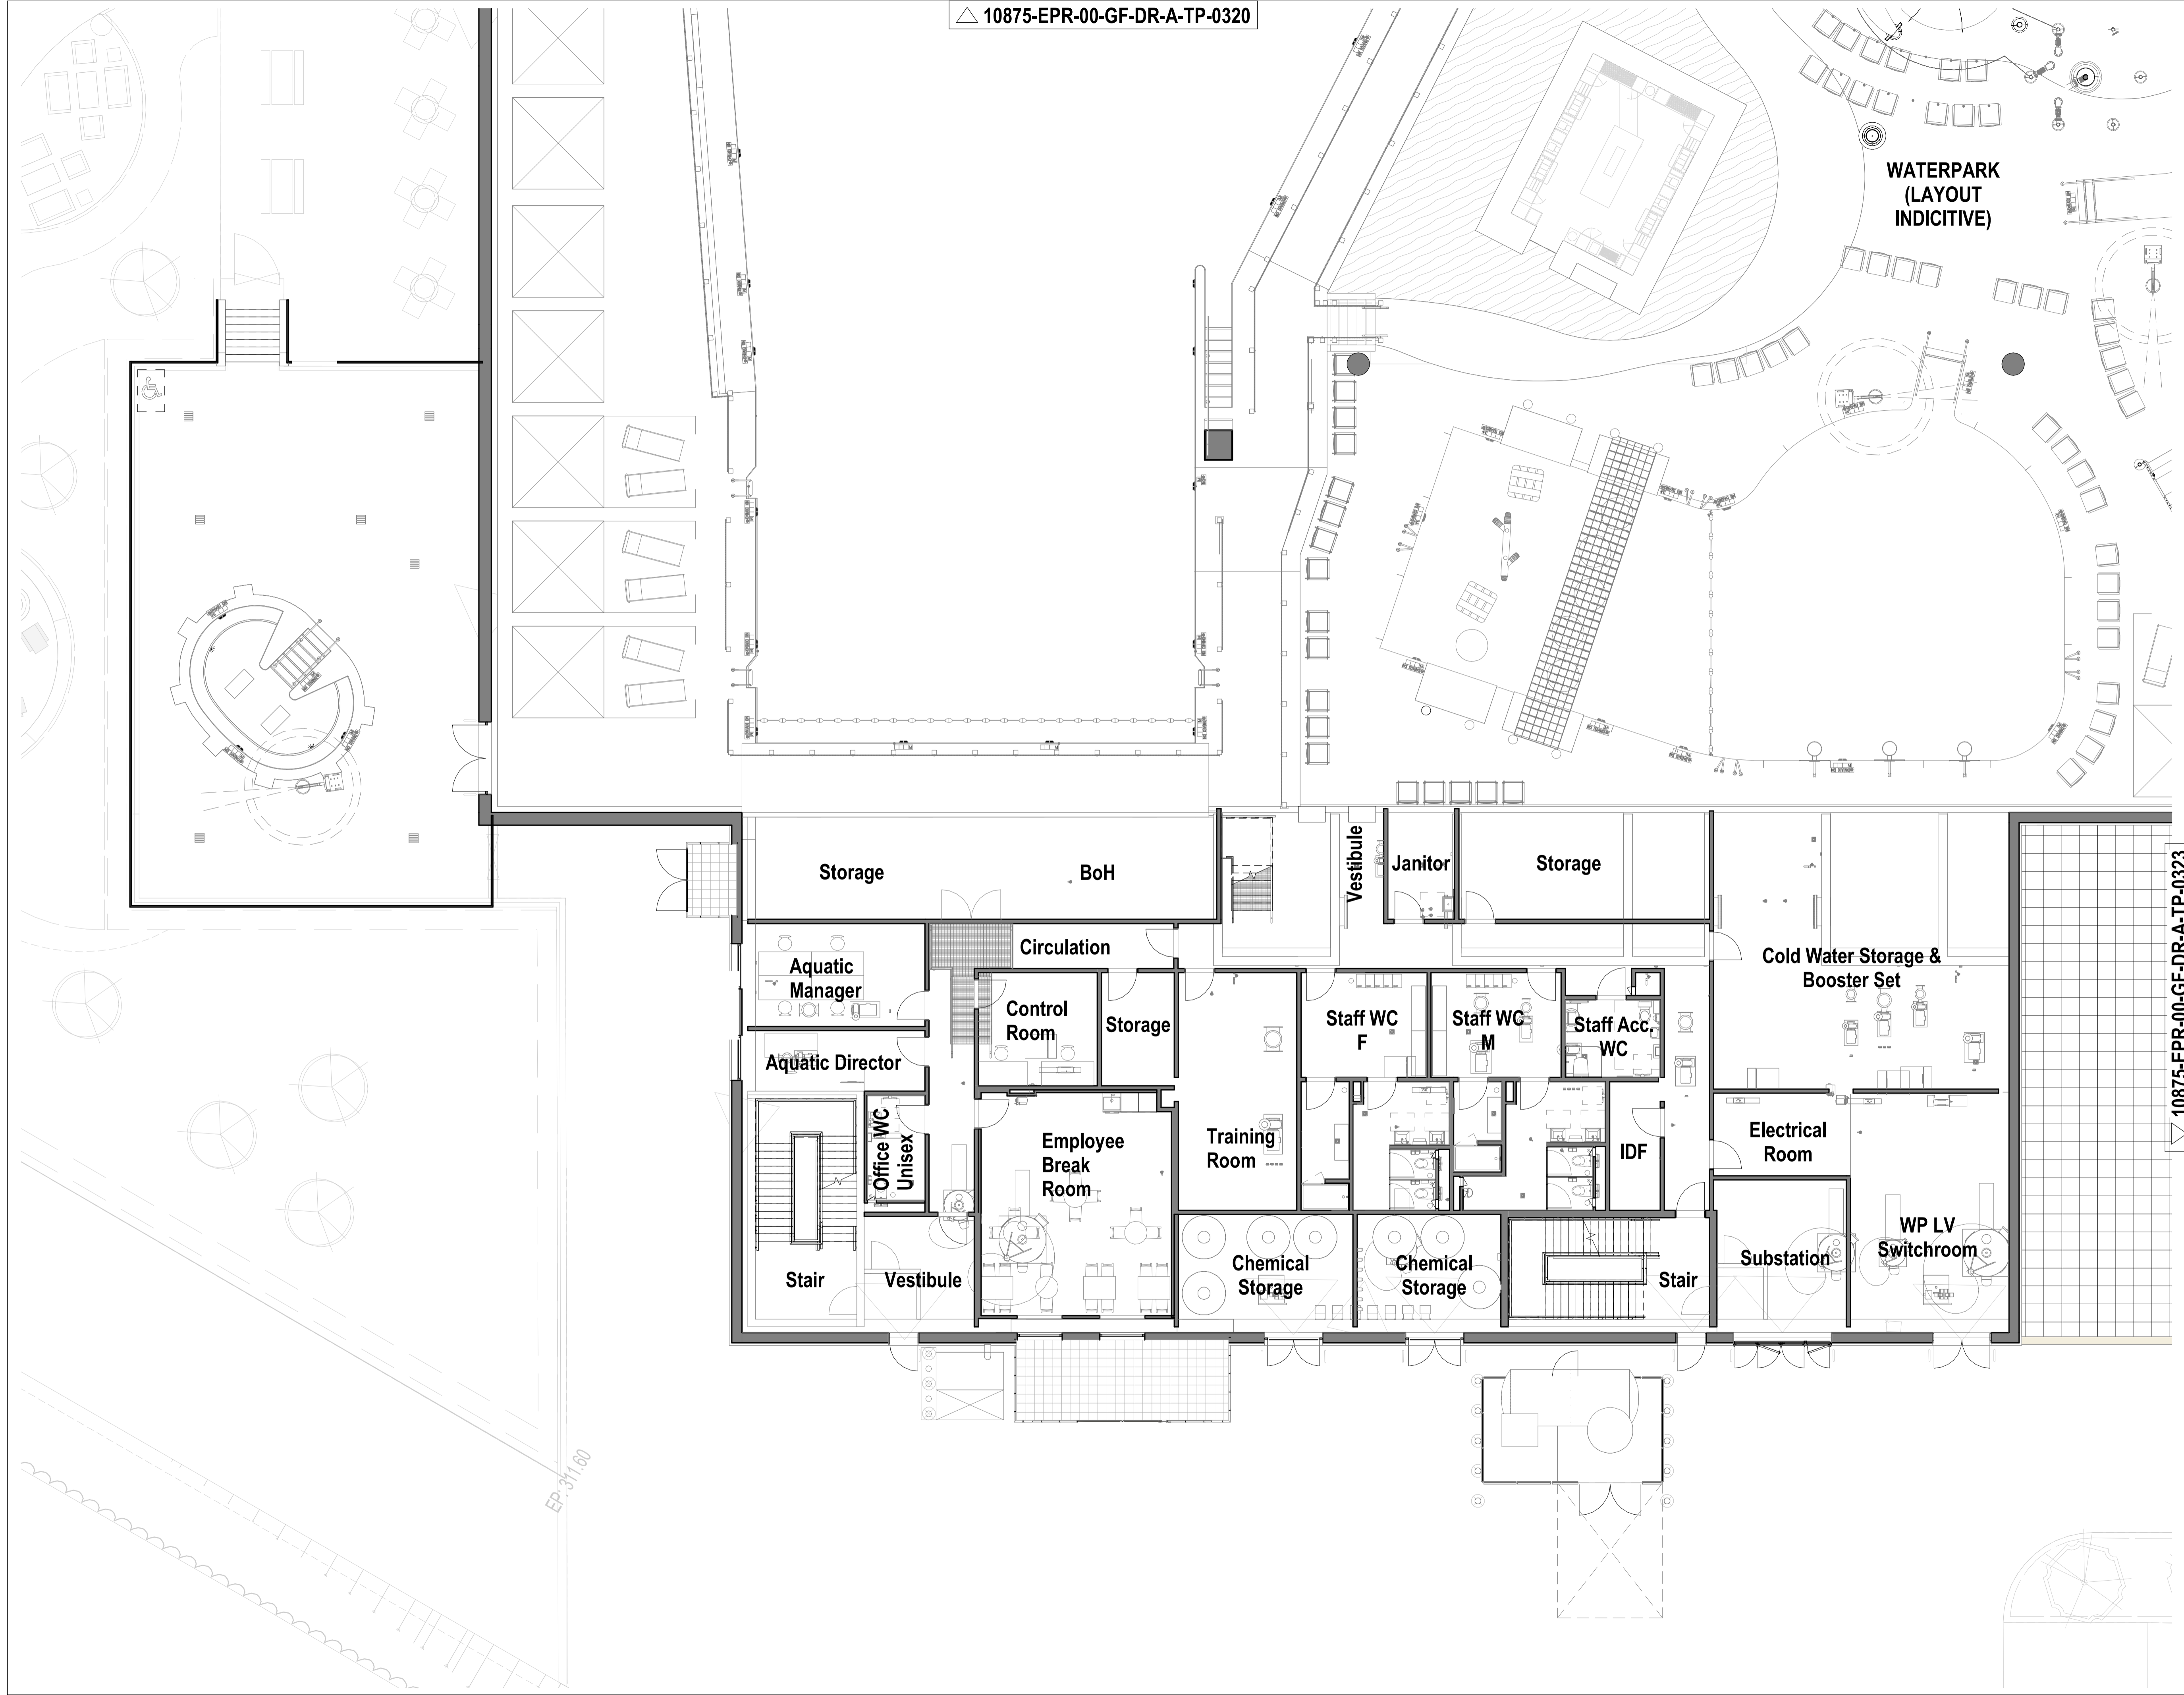 10875-EPR-00-GF-DR-A-TP-0320
WATERPARK
(LAYOUT
INDICITIVE)
Storage
BoH
Vestibule
Janitor
Storage
10875-EPR-00-GF-DR-A-TP-0323
Circulation
Aquatic
Manager
Control
Room
Storage
Staff WC
F
Staff WC
M
Staff Acc.
WC
Cold Water Storage &
Booster Set
Aquatic Director
Office WC
Unisex
Employee
Break
Room
Training
Room
IDF
Electrical
Room
Stair
Vestibule
Chemical
Storage
Chemical
Storage
Stair
Substation
WP LV
Switchroom
EP: 311.60